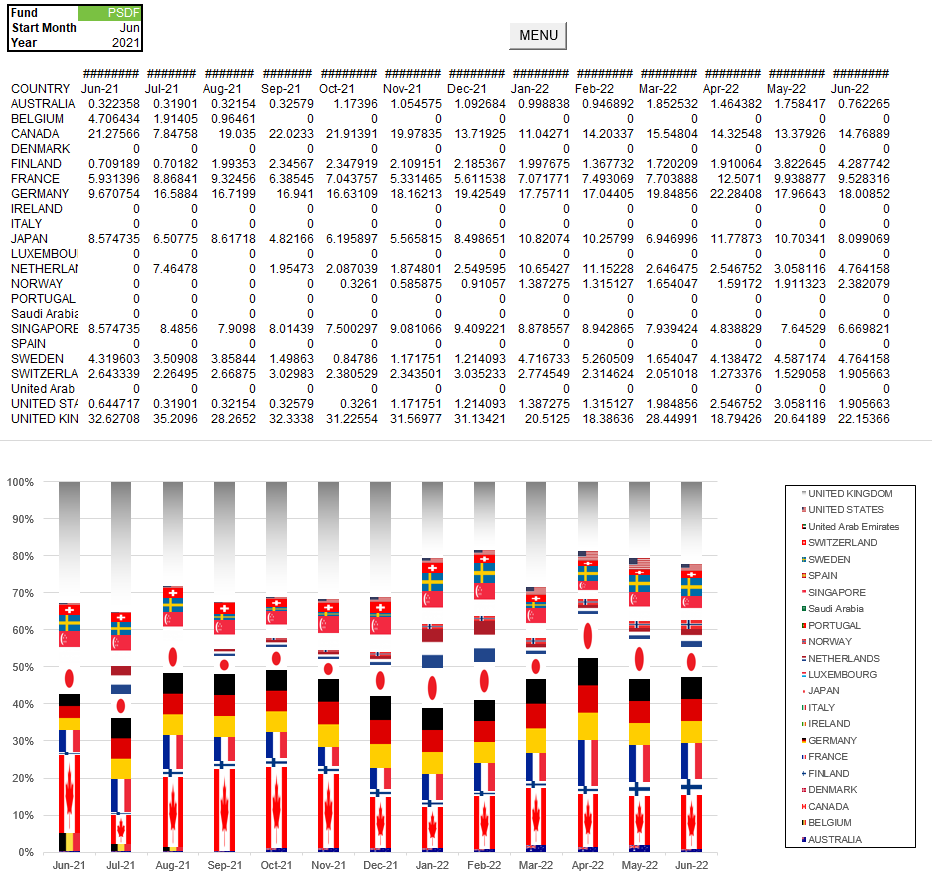 Fund PSDF
Start Month Jun
Year 2021
MENU
######## ####### ####### ####### ######## ######## ######## ######## ######## ######## ######## ######## ########
COUNTRY Jun-21 Jul-21 Aug-21 Sep-21 Oct-21 Nov-21 Dec-21 Jan-22 Feb-22 Mar-22 Apr-22 May-22 Jun-22
AUSTRALIA 0.322358 0.31901 0.32154 0.32579 1.17396 1.054575 1.092684 0.998838 0.946892 1.852532 1.464382 1.758417 0.762265
BELGIUM 4.706434 1.91405 0.96461 0 0 0 0 0 0 0 0 0 0
CANADA 21.27566 7.84758 19.035 22.0233 21.91391 19.97835 13.71925 11.04271 14.20337 15.54804 14.32548 13.37926 14.76889
DENMARK 0 0 0 0 0 0 0 0 0 0 0 0 0
FINLAND 0.709189 0.70182 1.99353 2.34567 2.347919 2.109151 2.185367 1.997675 1.367732 1.720209 1.910064 3.822645 4.287742
FRANCE 5.931396 8.86841 9.32456 6.38545 7.043757 5.331465 5.611538 7.071771 7.493069 7.703888 12.5071 9.938877 9.528316
GERMANY 9.670754 16.5884 16.7199 16.941 16.63109 18.16213 19.42549 17.75711 17.04405 19.84856 22.28408 17.96643 18.00852
IRELAND 0 0 0 0 0 0 0 0 0 0 0 0 0
ITALY 0 0 0 0 0 0 0 0 0 0 0 0 0
JAPAN 8.574735 6.50775 8.61718 4.82166 6.195897 5.565815 8.498651 10.82074 10.25799 6.946996 11.77873 10.70341 8.099069
LUXEMBOU 0 0 0 0 0 0 0 0 0 0 0 0 0
NETHERLAN 0 7.46478 0 1.95473 2.087039 1.874801 2.549595 10.65427 11.15228 2.646475 2.546752 3.058116 4.764158
NORWAY 0 0 0 0 0.3261 0.585875 0.91057 1.387275 1.315127 1.654047 1.59172 1.911323 2.382079
PORTUGAL 0 0 0 0 0 0 0 0 0 0 0 0 0
Saudi Arabia 0 0 0 0 0 0 0 0 0 0 0 0 0
SINGAPORE 8.574735 8.4856 7.9098 8.01439 7.500297 9.081066 9.409221 8.878557 8.942865 7.939424 4.838829 7.64529 6.669821
SPAIN 0 0 0 0 0 0 0 0 0 0 0 0 0
SWEDEN 4.319603 3.50908 3.85844 1.49863 0.84786 1.171751 1.214093 4.716733 5.260509 1.654047 4.138472 4.587174 4.764158
SWITZERLA 2.643339 2.26495 2.66875 3.02983 2.380529 2.343501 3.035233 2.774549 2.314624 2.051018 1.273376 1.529058 1.905663
United Arab 0 0 0 0 0 0 0 0 0 0 0 0 0
UNITED STA 0.644717 0.31901 0.32154 0.32579 0.3261 1.171751 1.214093 1.387275 1.315127 1.984856 2.546752 3.058116 1.905663
UNITED KIN 32.62708 35.2096 28.2652 32.3338 31.22554 31.56977 31.13421 20.5125 18.38636 28.44991 18.79426 20.64189 22.15366
100%
90%
80%
70%
60%
50%
40%
30%
20%
10%
0%
Jun-21 Jul-21 Aug-21 Sep-21 Oct-21 Nov-21 Dec-21 Jan-22 Feb-22 Mar-22 Apr-22 May-22 Jun-22
UNITED KINGDOM
UNITED STATES
United Arab Emirates
SWITZERLAND
SWEDEN
SPAIN
SINGAPORE
Saudi Arabia
PORTUGAL
NORWAY
NETHERLANDS
LUXEMBOURG
JAPAN
ITALY
IRELAND
GERMANY
FRANCE
FINLAND
DENMARK
CANADA
BELGIUM
AUSTRALIA